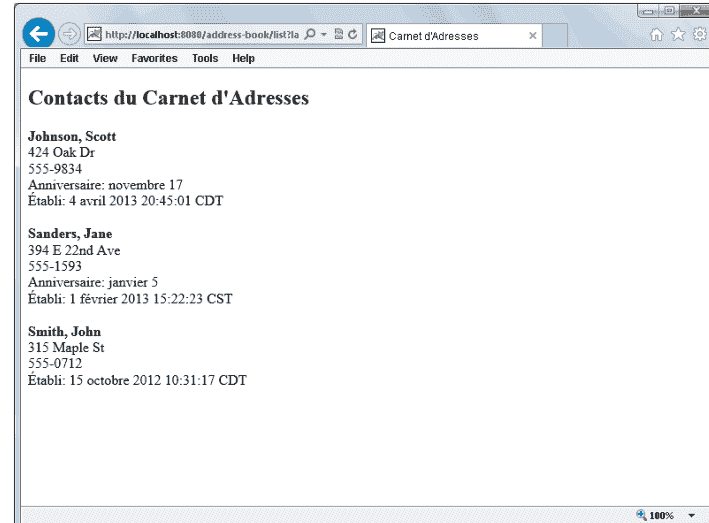 http://localhost:8080/address-book/list?la
Carnet d'Adresses
File Edit View Favorites Tools Help
Contacts du Carnet d'Adresses
Johnson, Scott
424 Oak Dr
555-9834
Anniversaire: novembre 17
Établi: 4 avril 2013 20:45:01 CDT
Sanders, Jane
394 E 22nd Ave
555-1593
Anniversaire: janvier 5
Établi: 1 février 2013 15:22:23 CST
Smith, John
315 Maple St
555-0712
Établi: 15 octobre 2012 10:31:17 CDT
100%